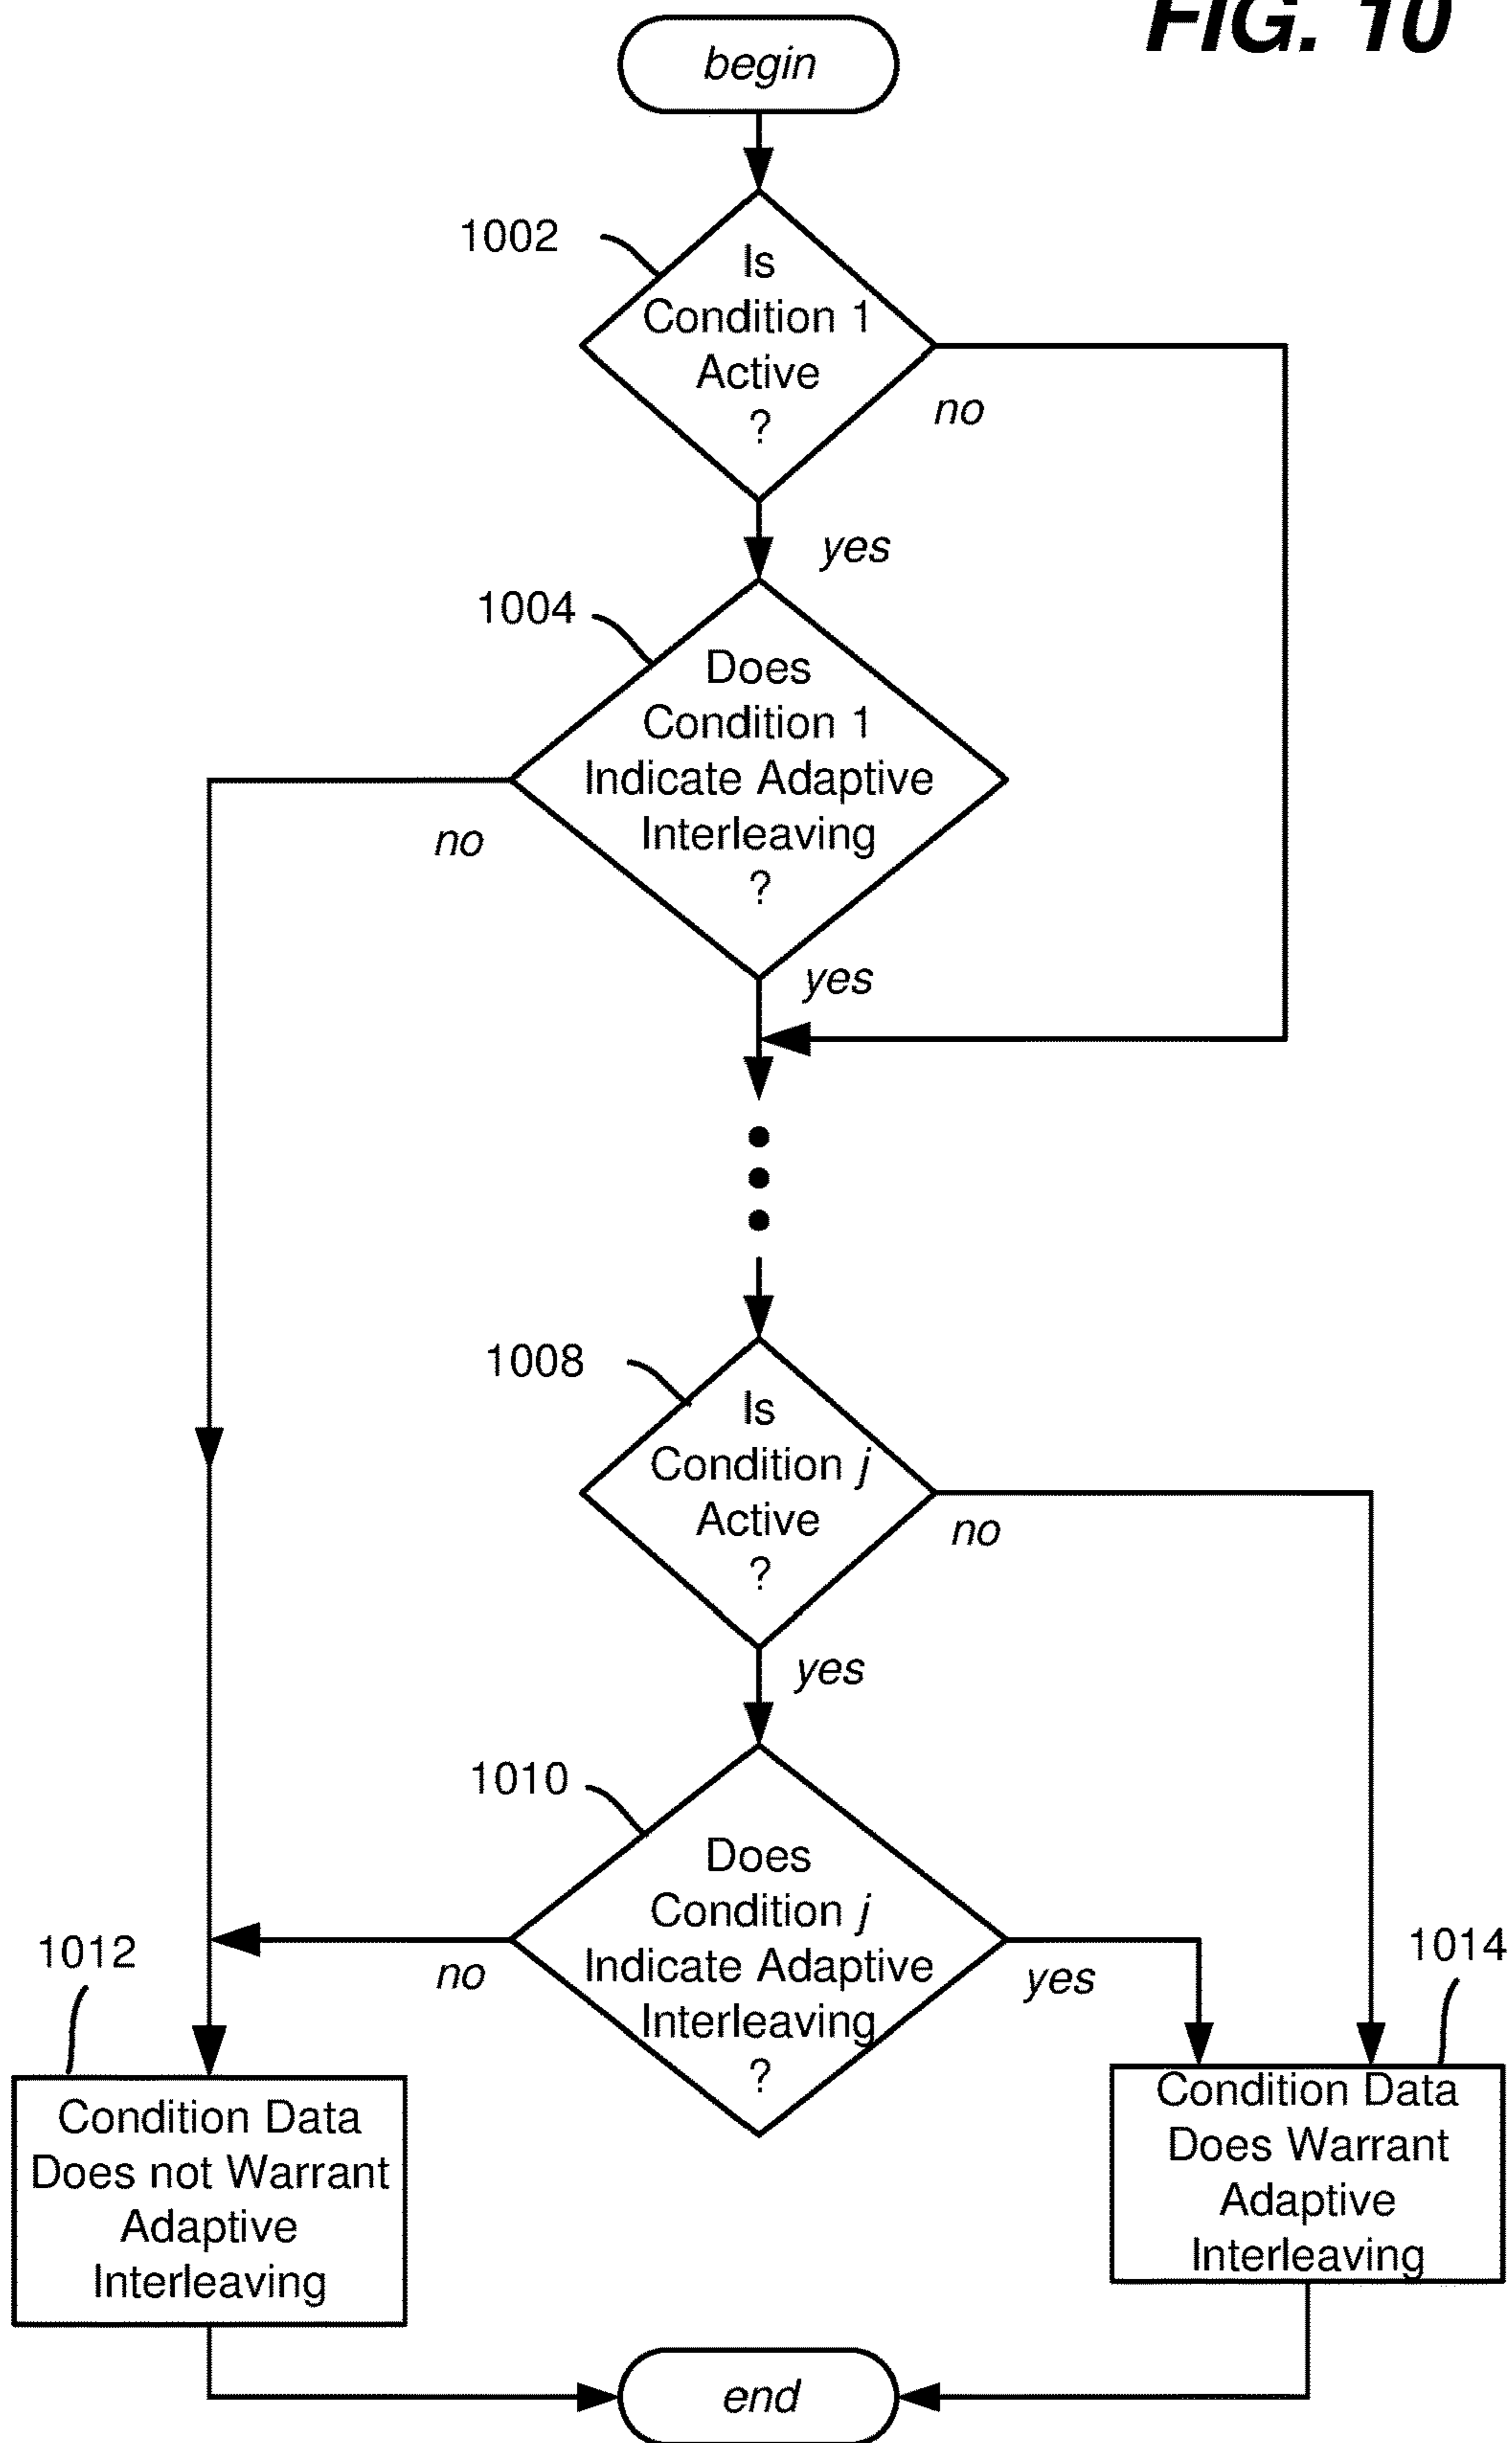 FIG. 10
begin
1002
Is
Condition 1
Active
?
no
yes
1004
Does
Condition 1
Indicate Adaptive
Interleaving
?
no
yes
1008
Is
Condition j
Active
?
no
yes
1010
Does
Condition j
Indicate Adaptive
Interleaving
?
no
yes
1012
Condition Data
Does not Warrant
Adaptive
Interleaving
1014
Condition Data
Does Warrant
Adaptive
Interleaving
end